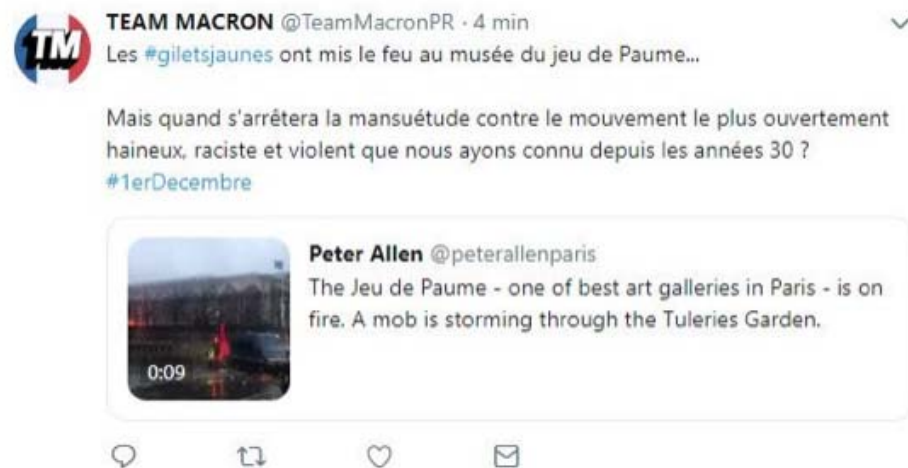 TM
TEAM MACRON @TeamMacronPR · 4 min
Les #giletsjaunes ont mis le feu au musée du jeu de Paume...
Mais quand s'arrêtera la mansuétude contre le mouvement le plus ouvertement
haineux, raciste et violent que nous ayons connu depuis les années 30 ?
#1erDecembre
Peter Allen @peterallenparis
The Jeu de Paume - one of best art galleries in Paris - is on
fire. A mob is storming through the Tuleries Garden.
0:09